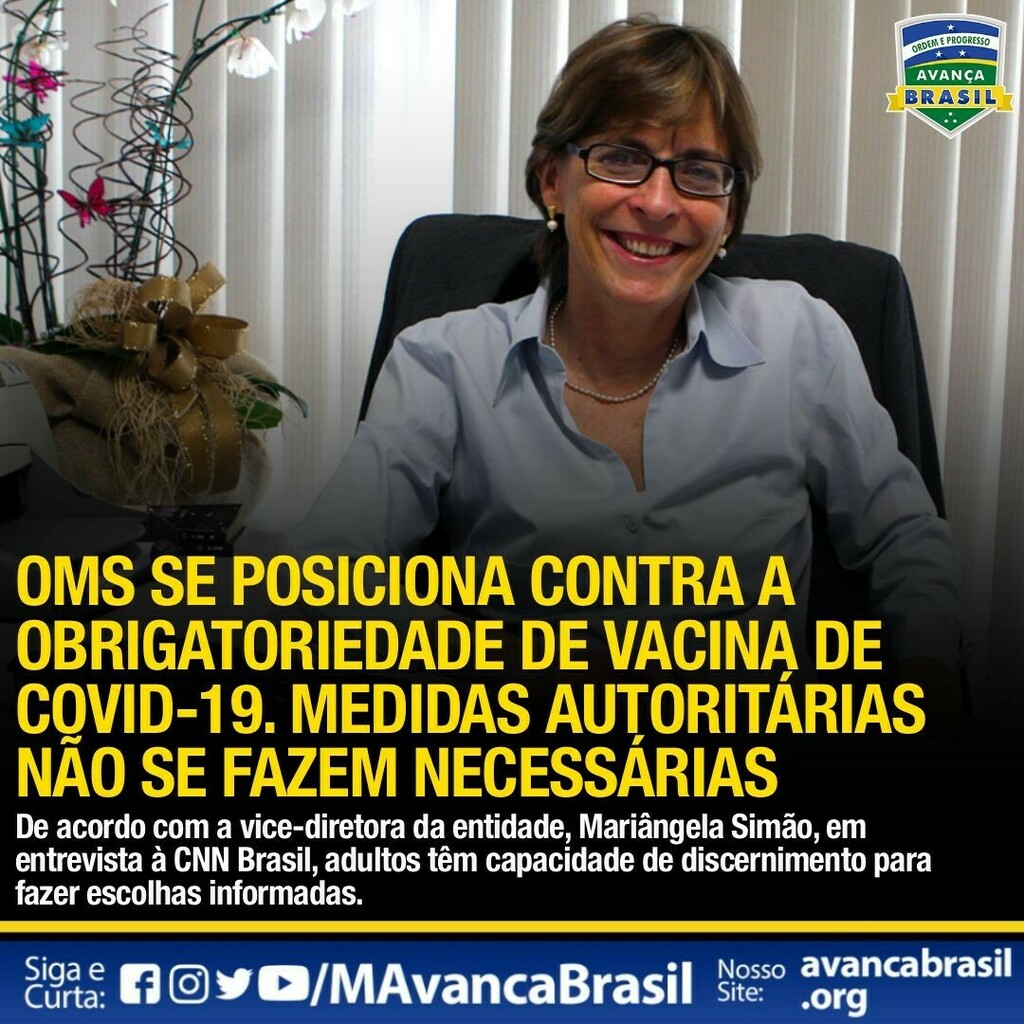 ORDEM E PROGRESSO
AVANÇA
BRASIL
OMS SE POSICIONA CONTRA A
OBRIGATORIEDADE DE VACINA DE
COVID-19. MEDIDAS AUTORITÁRIAS
NÃO SE FAZEM NECESSÁRIAS
De acordo com a vice-diretora da entidade, Mariângela Simão, em
entrevista à CNN Brasil, adultos têm capacidade de discernimento para
fazer escolhas informadas.
Siga e
Curta:
/MAvancaBrasil
Nosso
Site:
avancabrasil
.org